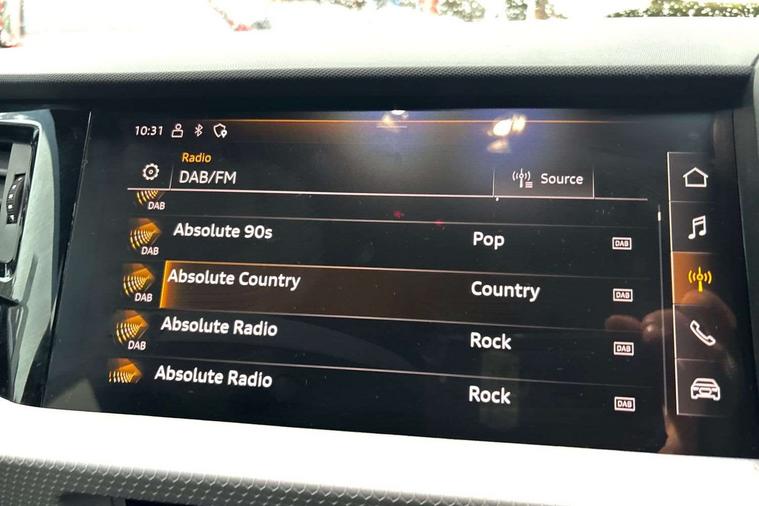 10:31
Radio
DAB/FM
Source
DAB
Absolute 90s Pop DAB
DAB
Absolute Country Country DAB
DAB
Absolute Radio Rock DAB
DAB
Absolute Radio Rock DAB